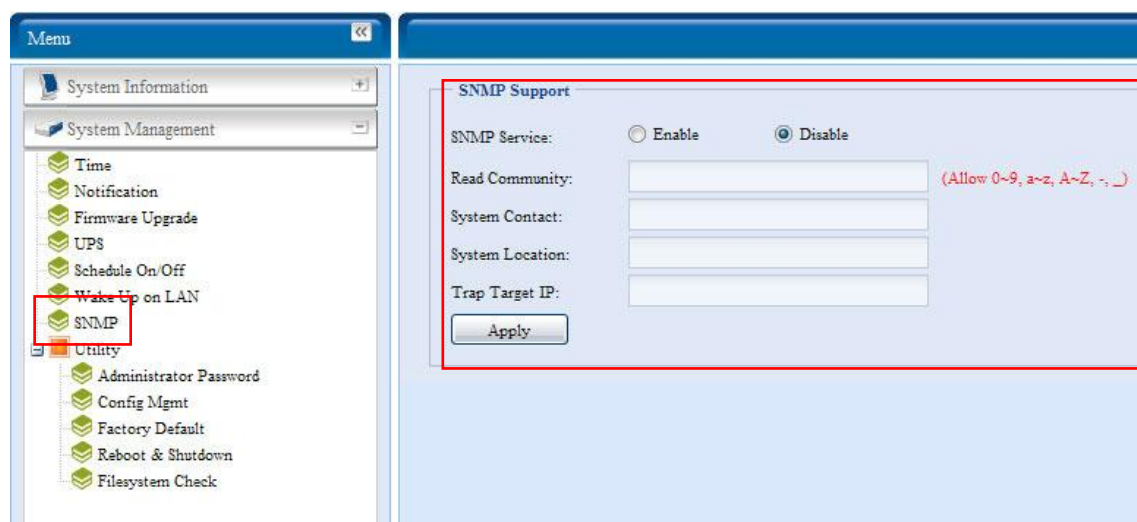 Menu
System Information
System Management
Time
Notification
Firmware Upgrade
UPS
Schedule On/Off
Wake Up on LAN
SNMP
Utility
Administrator Password
Config Mgmt
Factory Default
Reboot & Shutdown
Filesystem Check
SNMP Support
SNMP Service: Enable Disable
Read Community: (Allow 0~9, a~z, A~Z, -, _)
System Contact:
System Location:
Trap Target IP:
Apply